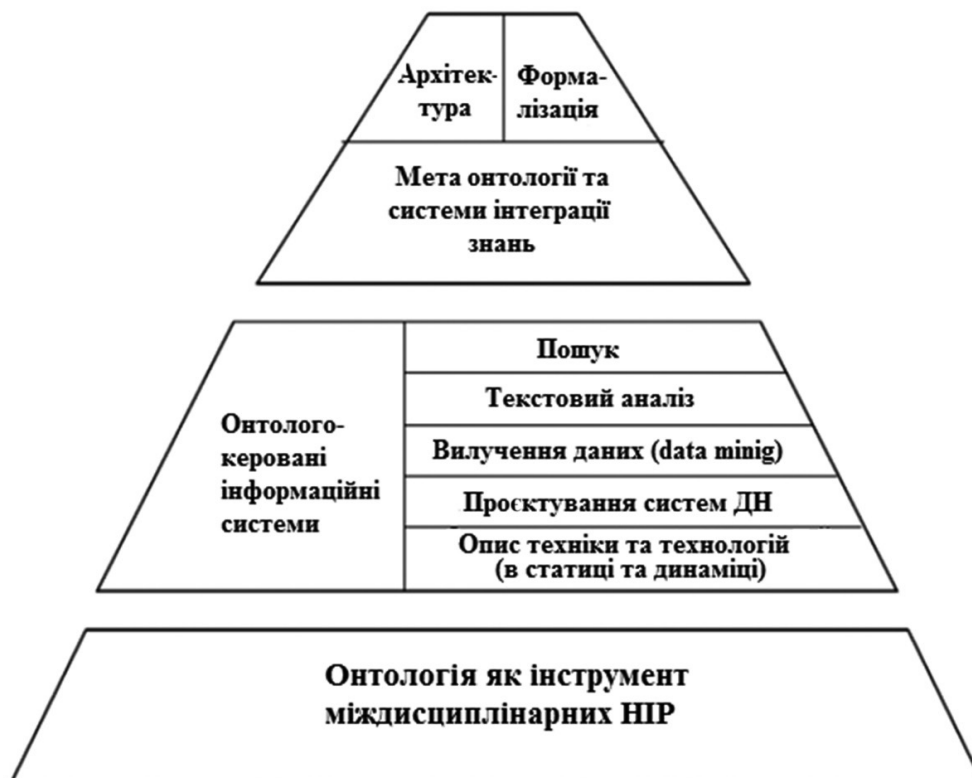 Архітек-
тура
Форма-
лізація
Мета онтології та
системи інтеграції
знань
Онтолого-
керовані
інформаційні
системи
Пошук
Текстовий аналіз
Вилучення даних (data minig)
Проєктування систем ДН
Опис техніки та технологій
(в статиці та динаміці)
Онтологія як інструмент
міждисциплінарних НІР